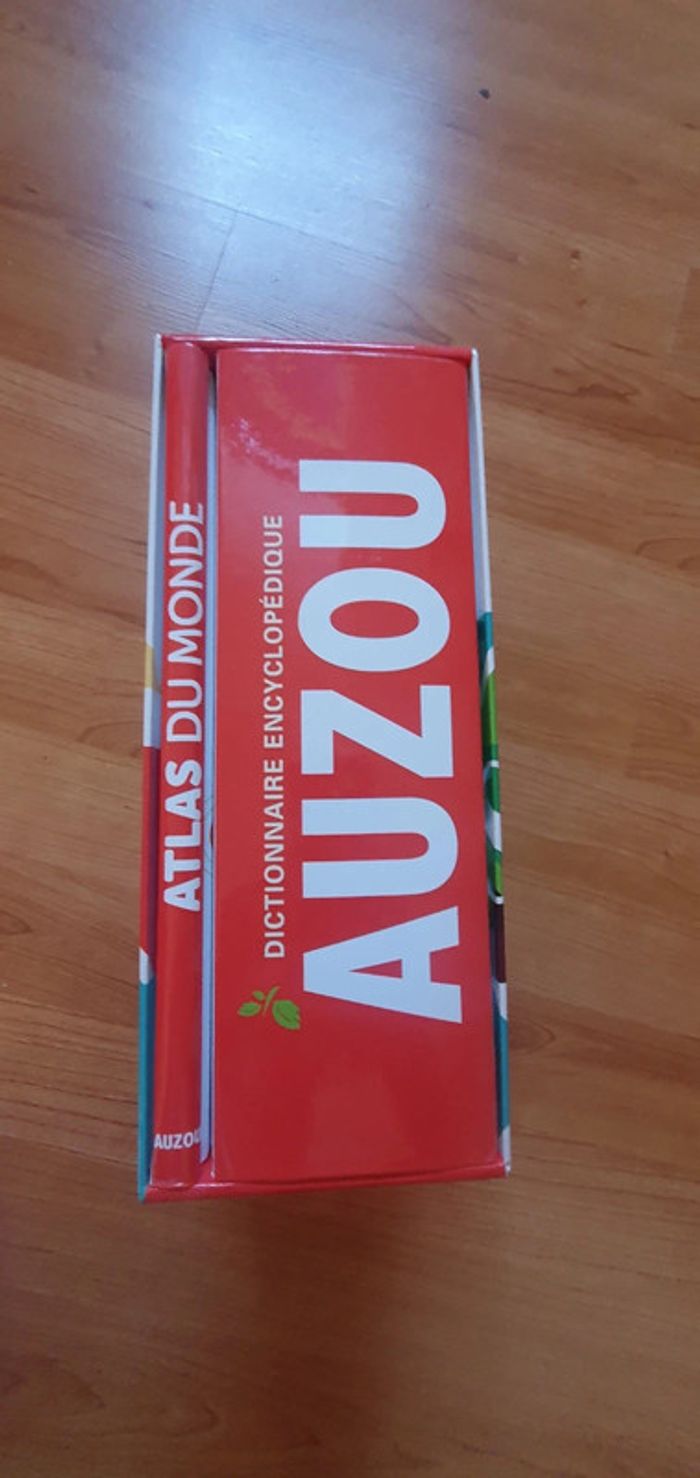 ATLAS DU MONDE
AUZOU
DICTIONNAIRE ENCYCLOPÉDIQUE
AUZOU